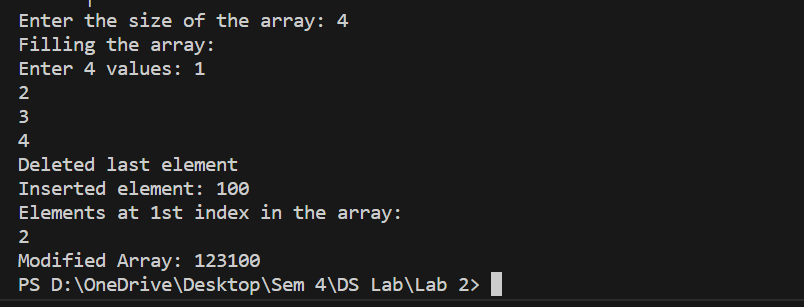 Enter the size of the array: 4
Filling the array:
Enter 4 values: 1
2
3
4
Deleted last element
Inserted element: 100
Elements at 1st index in the array:
2
Modified Array: 123100
PS D:\OneDrive\Desktop\Sem 4\DS Lab\Lab 2>